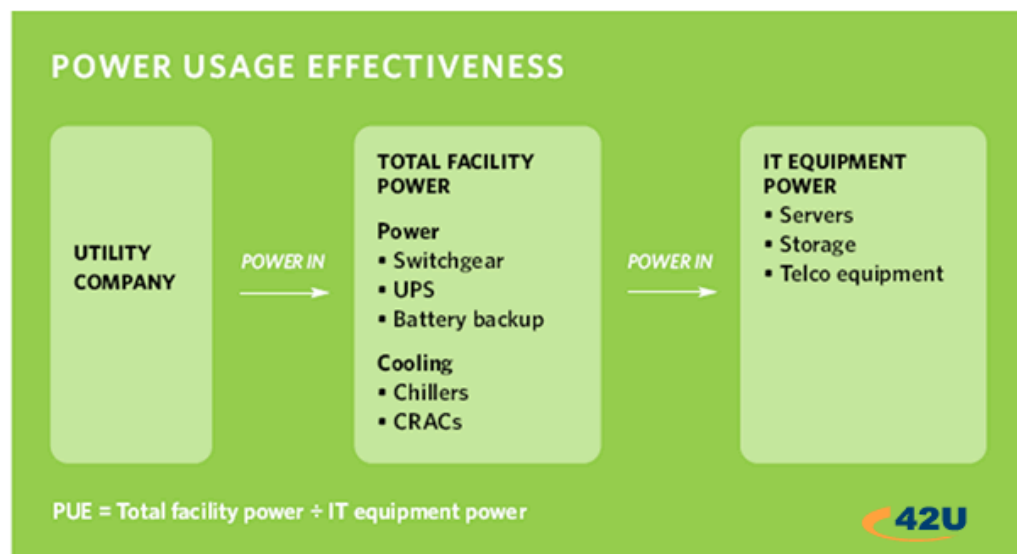 POWER USAGE EFFECTIVENESS
UTILITY
COMPANY
POWER IN
TOTAL FACILITY
POWER
Power
▪ Switchgear
▪ UPS
▪ Battery backup
Cooling
▪ Chillers
▪ CRACs
POWER IN
IT EQUIPMENT
POWER
▪ Servers
▪ Storage
▪ Telco equipment
PUE = Total facility power ÷ IT equipment power
42U